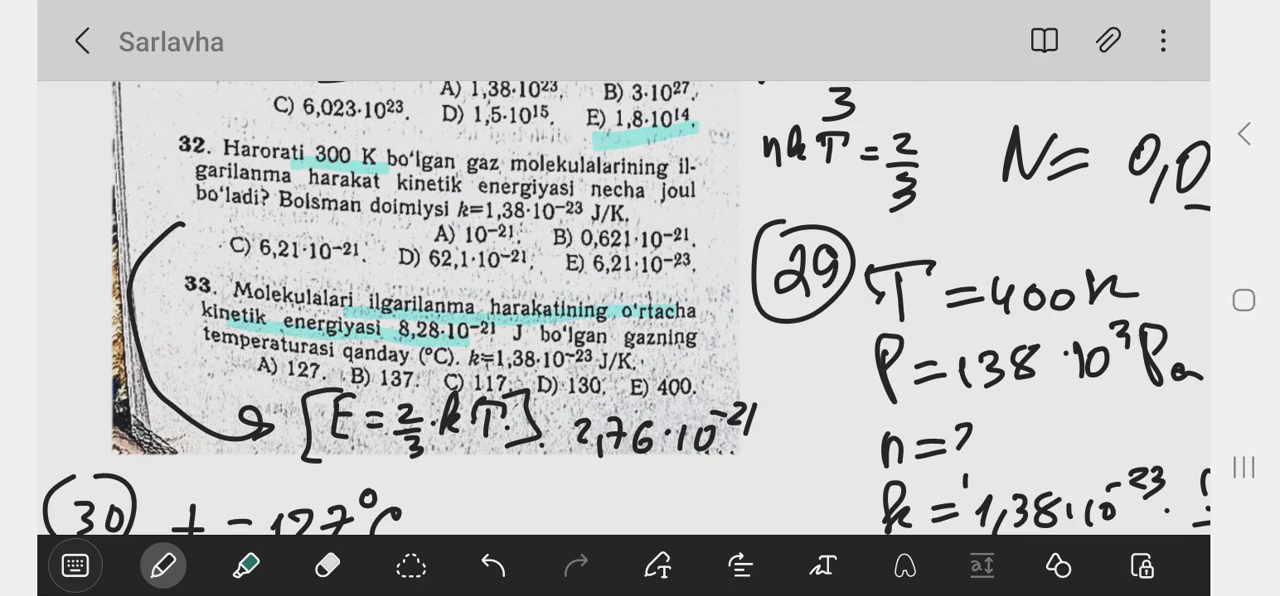 Sarlavha
A) 1,38·10²³. B) 3·10²⁷.
C) 6,023·10²³. D) 1,5·10¹⁵. E) 1,8·10¹⁴.
32. Harorati 300 K bo‘lgan gaz molekulalarining il-
garilanma harakat kinetik energiyasi necha joul
bo‘ladi? Bolsman doimiysi k=1,38·10⁻²³ J/K.
A) 10⁻²¹. B) 0,621·10⁻²¹.
C) 6,21·10⁻²¹. D) 62,1·10⁻²¹. E) 6,21·10⁻²³.
33. Molekulalari ilgarilanma harakatining o‘rtacha
kinetik energiyasi 8,28·10⁻²¹ J bo‘lgan gazning
temperaturasi qanday (°C). k=1,38·10⁻²³ J/K.
A) 127. B) 137. C) 117. D) 130. E) 400.
[E = 2/3 · kT.]. 2,76·10⁻²¹
30
3
nkT = 2/3
N = 0,0
29 T = 400K
P = 138 · 10³ Pa
n = ?
k = 1,38·10⁻²³ ·